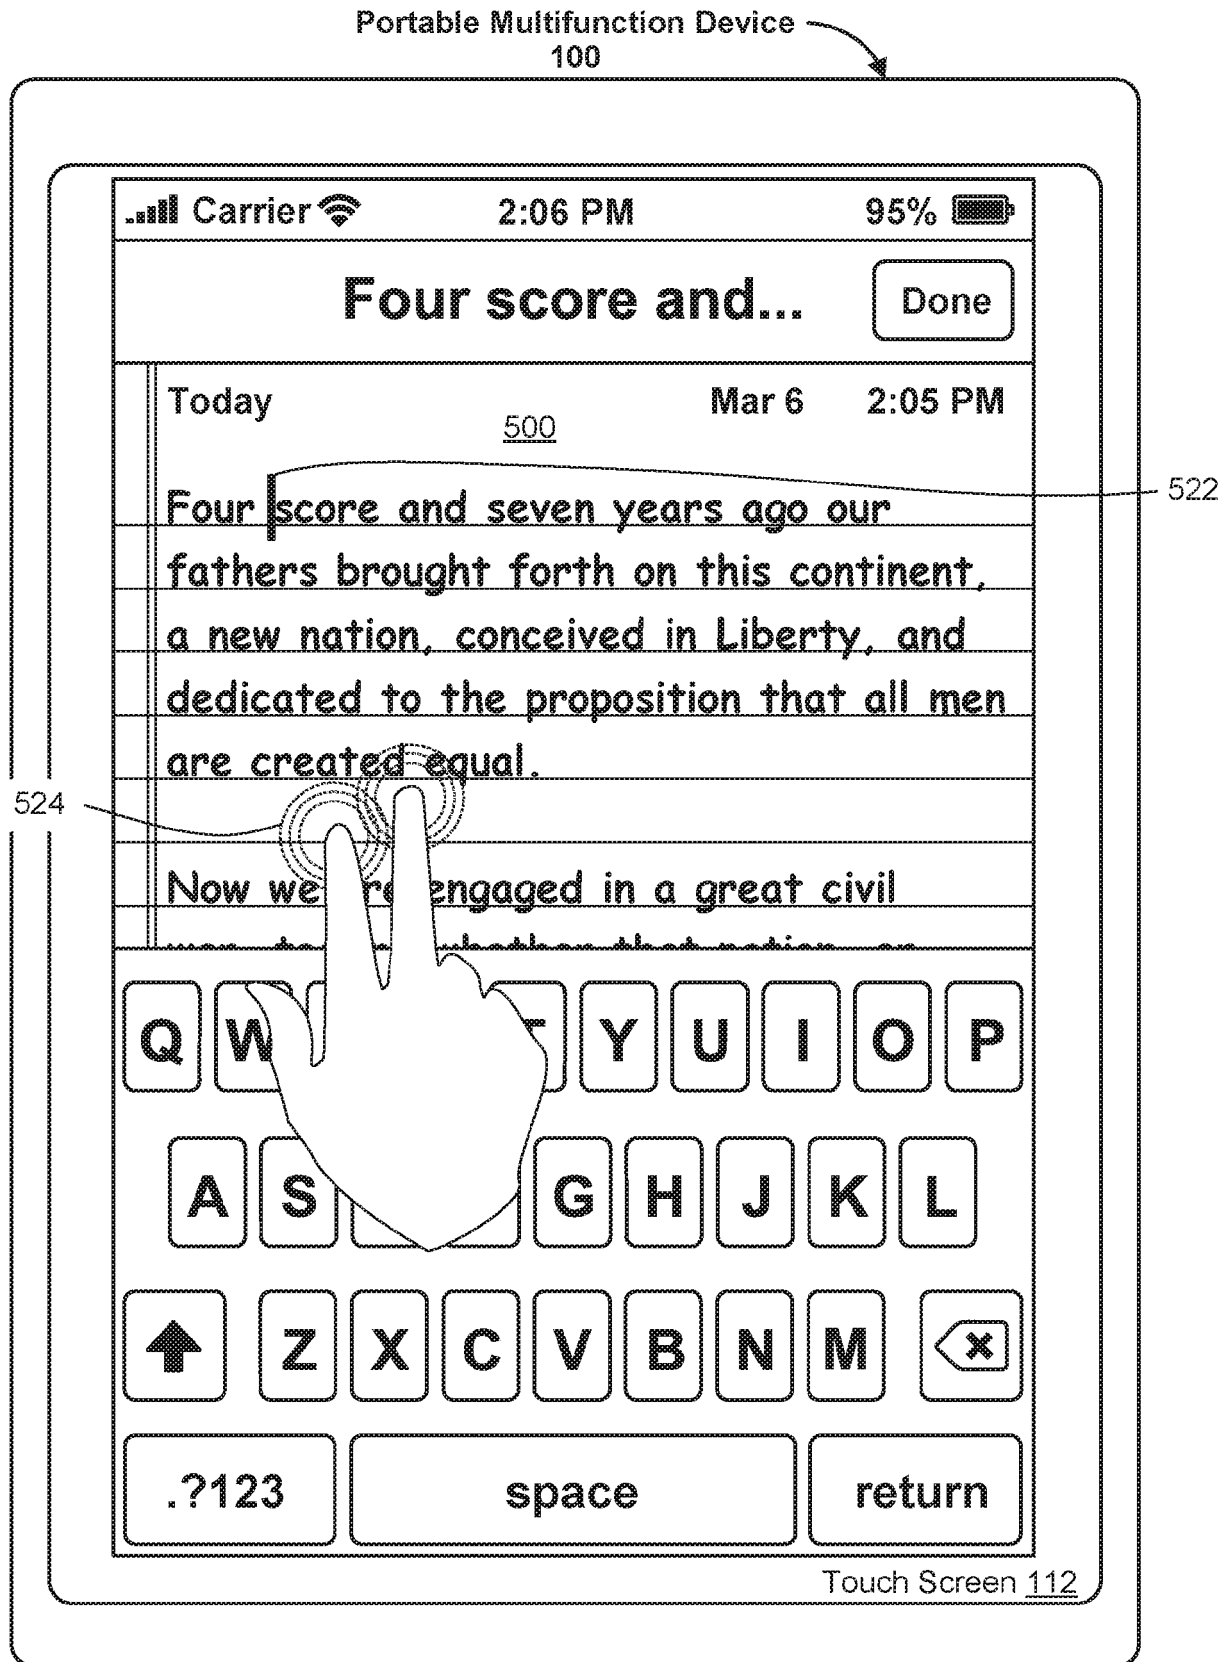 Portable Multifunction Device
100
Carrier 2:06 PM 95%
Four score and... Done
Today Mar 6 2:05 PM
500
Four score and seven years ago our
522
fathers brought forth on this continent,
a new nation, conceived in Liberty, and
dedicated to the proposition that all men
are created equal.
524
Now we engaged in a great civil
that nation
Q W Y U I O P
A S G H J K L
Z X C V B N M
.?123 space return
Touch Screen 112